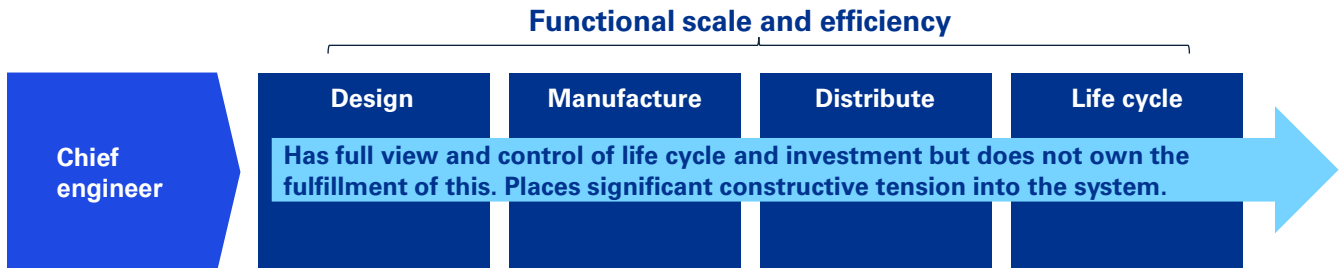 Functional scale and efficiency
Design
Manufacture
Distribute
Life cycle
Chief
engineer
Has full view and control of life cycle and investment but does not own the
fulfillment of this. Places significant constructive tension into the system.